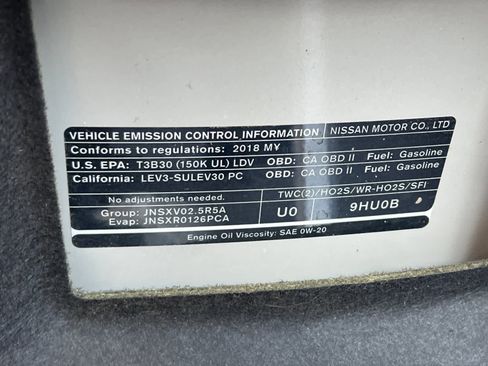 VEHICLE EMISSION CONTROL INFORMATION NISSAN MOTOR CO., LTD
Conforms to regulations: 2018 MY
U.S. EPA: T3B30 (150K UL) LDV OBD: CA OBD II Fuel: Gasoline
California: LEV3-SULEV30 PC OBD: CA OBD II Fuel: Gasoline
No adjustments needed. TWC(2)/HO2S/WR-HO2S/SFI
Group: JNSXV02.5R5A
Evap: JNSXR0126PCA U0 9HU0B
Engine Oil Viscosity: SAE 0W-20